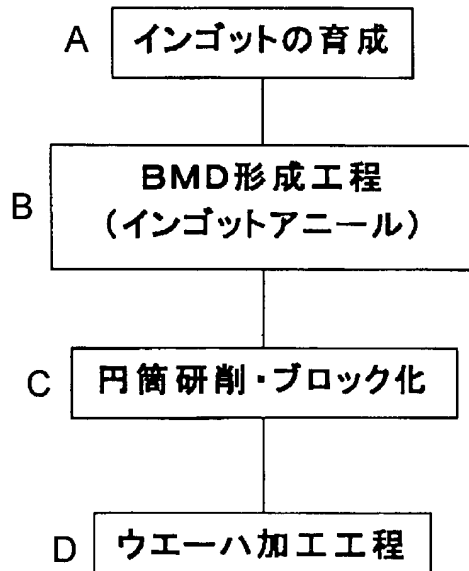 A インゴットの育成
B BMD形成工程
(インゴットアニール)
C 円筒研削・ブロック化
D ウエーハ加工工程